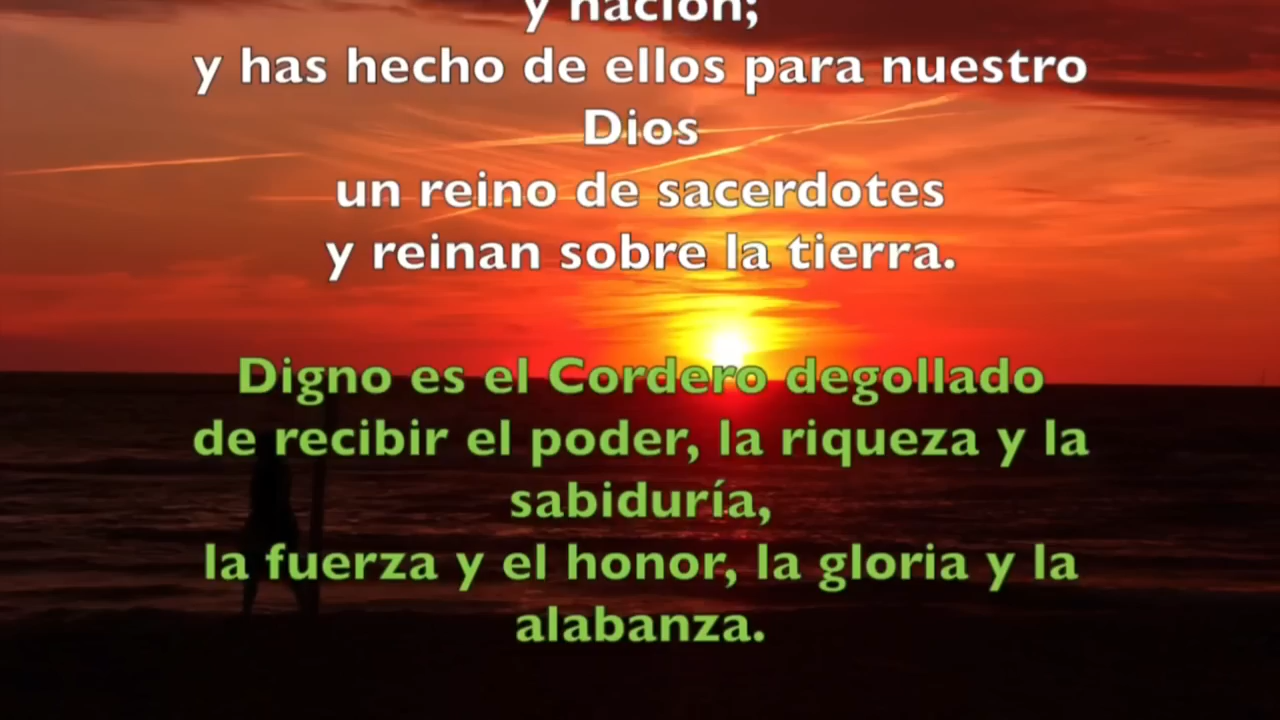 y nación;
y has hecho de ellos para nuestro
Dios
un reino de sacerdotes
y reinan sobre la tierra.
Digno es el Cordero degollado
de recibir el poder, la riqueza y la
sabiduría,
la fuerza y el honor, la gloria y la
alabanza.